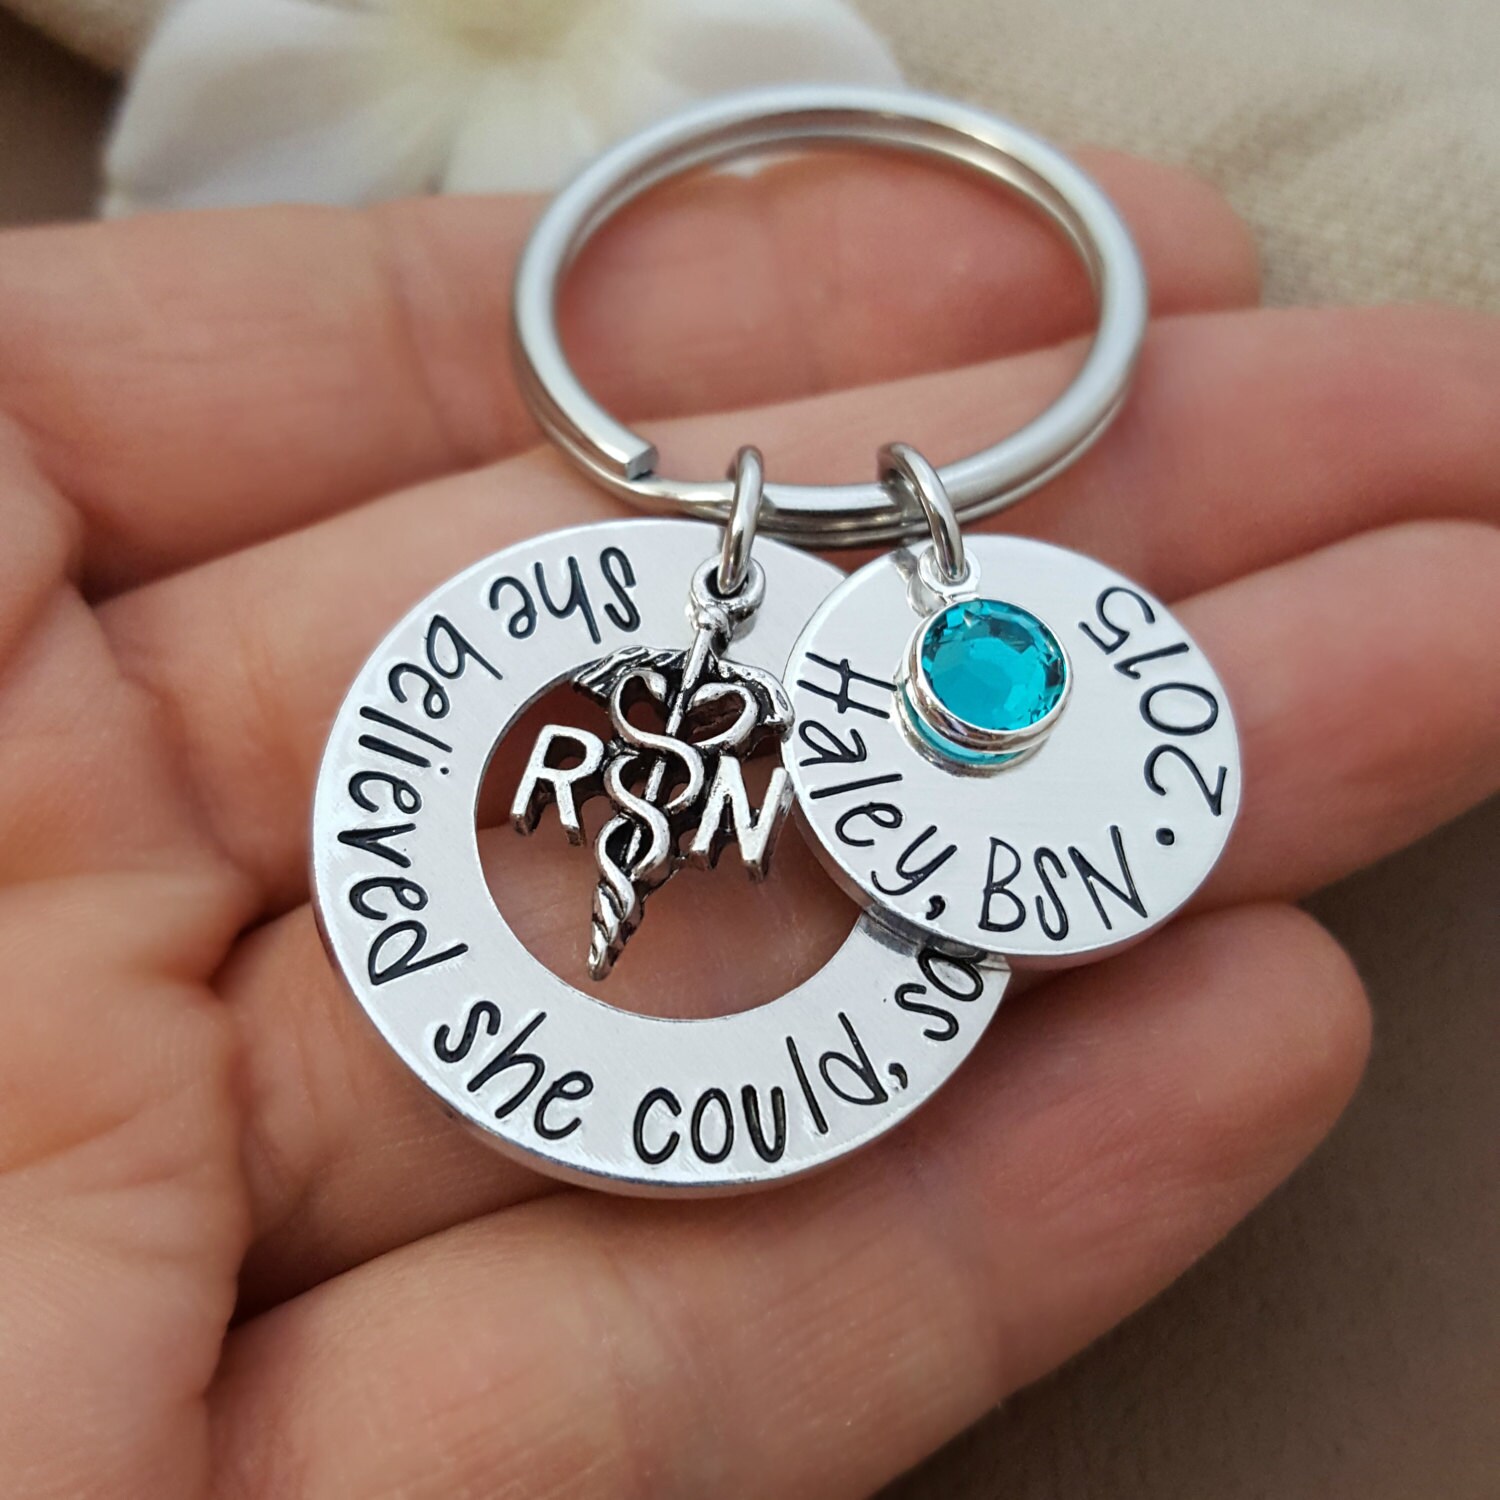 she believed she could, so
RN
Haley, BSN • 2015